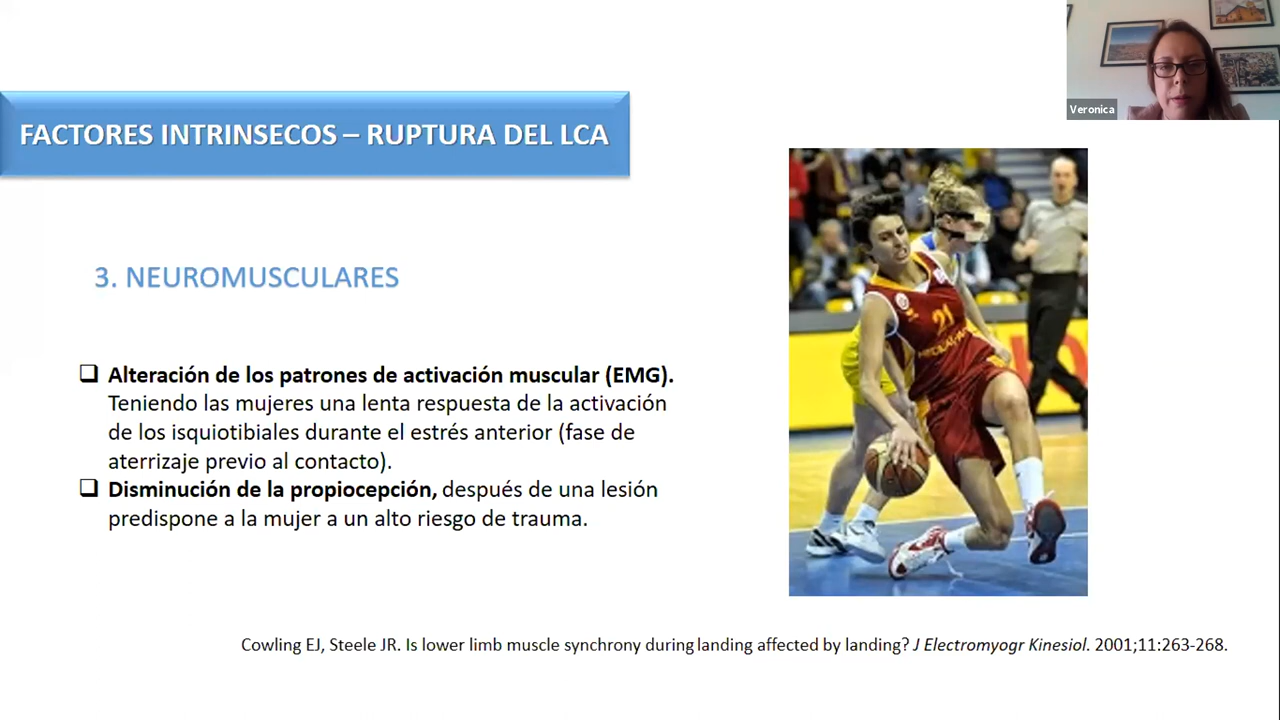 Veronica
FACTORES INTRINSECOS – RUPTURA DEL LCA
3. NEUROMUSCULARES
Alteración de los patrones de activación muscular (EMG).
Teniendo las mujeres una lenta respuesta de la activación
de los isquiotibiales durante el estrés anterior (fase de
aterrizaje previo al contacto).
Disminución de la propiocepción, después de una lesión
predispone a la mujer a un alto riesgo de trauma.
21
Cowling EJ, Steele JR. Is lower limb muscle synchrony during landing affected by landing? J Electromyogr Kinesiol. 2001;11:263-268.